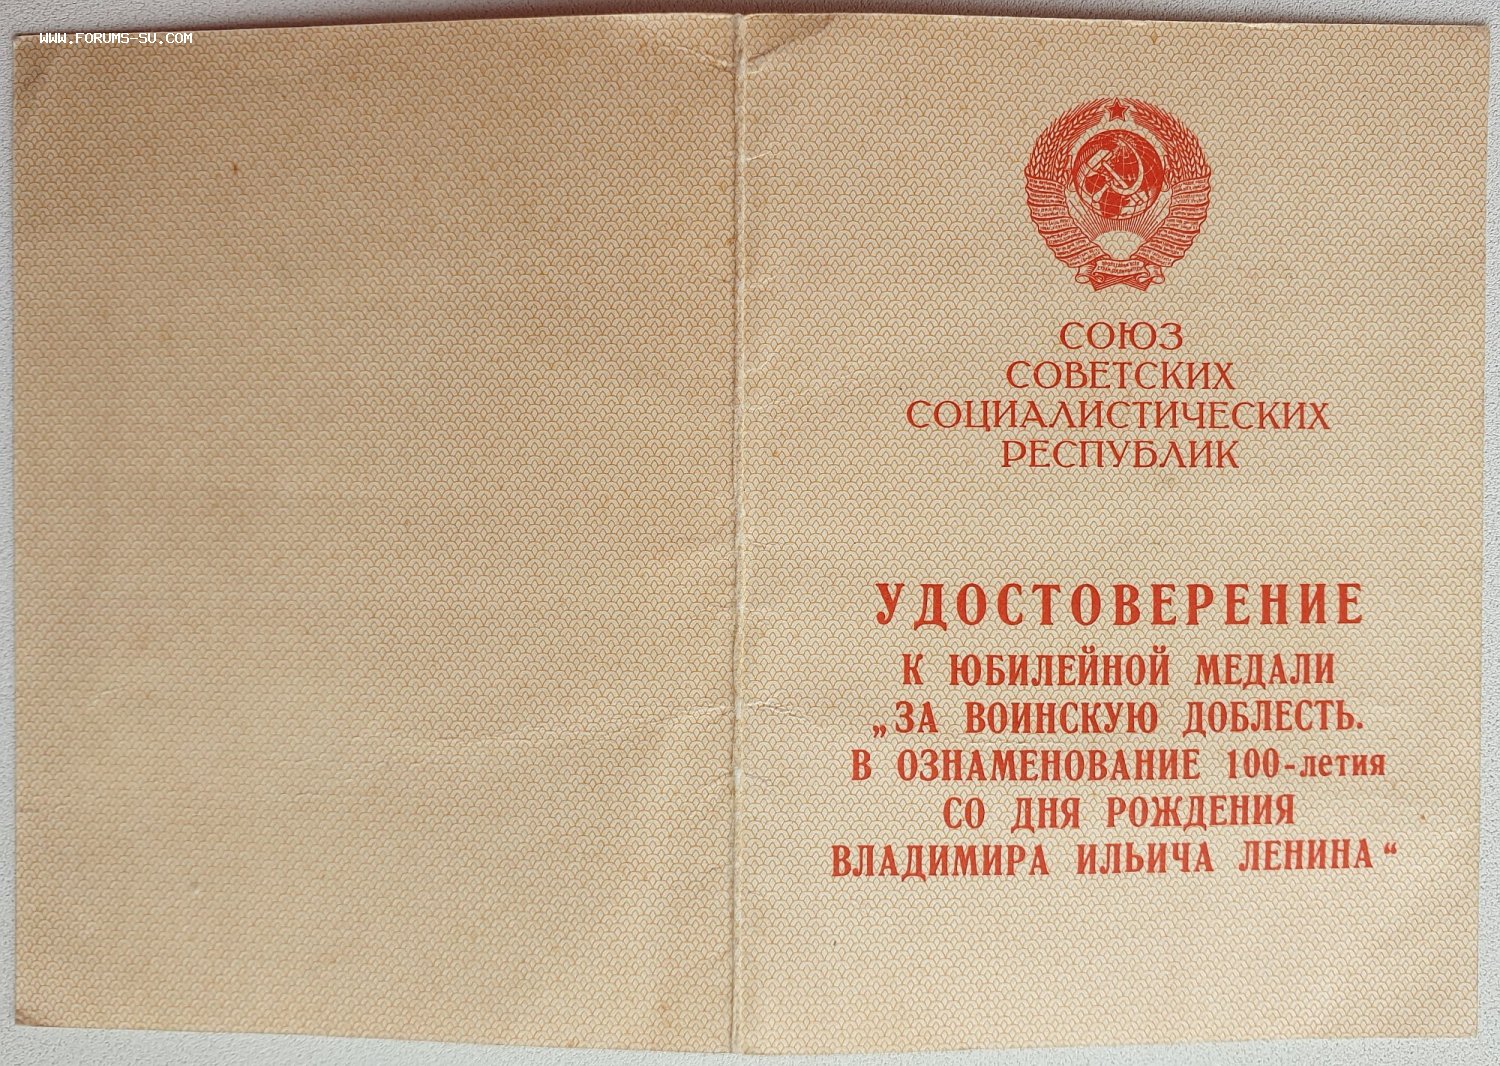 WWW.FORUMS-SU.COM
СОЮЗ
СОВЕТСКИХ
СОЦИАЛИСТИЧЕСКИХ
РЕСПУБЛИК
УДОСТОВЕРЕНИЕ
К ЮБИЛЕЙНОЙ МЕДАЛИ
„ЗА ВОИНСКУЮ ДОБЛЕСТЬ.
В ОЗНАМЕНОВАНИЕ 100-летия
СО ДНЯ РОЖДЕНИЯ
ВЛАДИМИРА ИЛЬИЧА ЛЕНИНА“